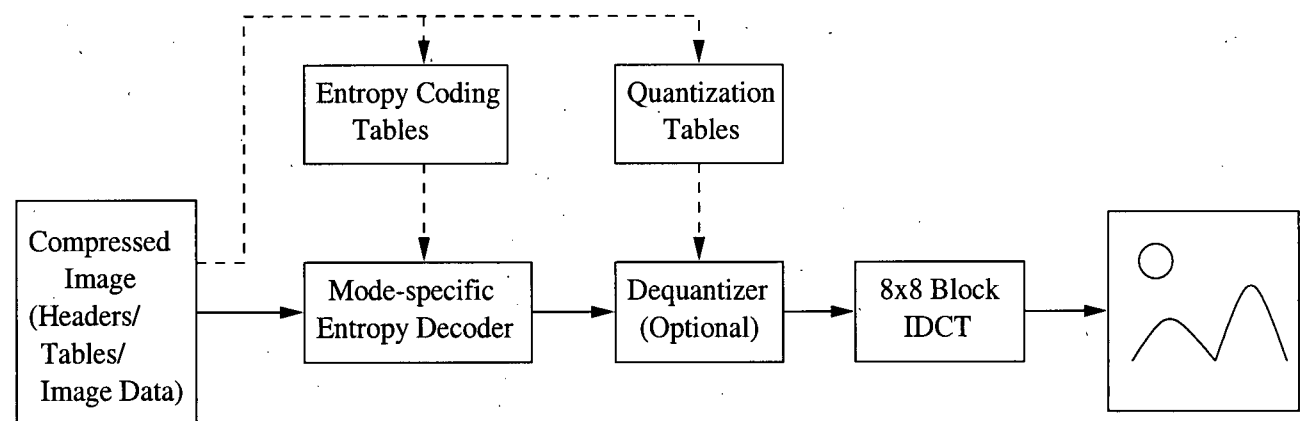 Entropy Coding
Tables
Quantization
Tables
Compressed
Image
(Headers/
Tables/
Image Data)
Mode-specific
Entropy Decoder
Dequantizer
(Optional)
8x8 Block
IDCT